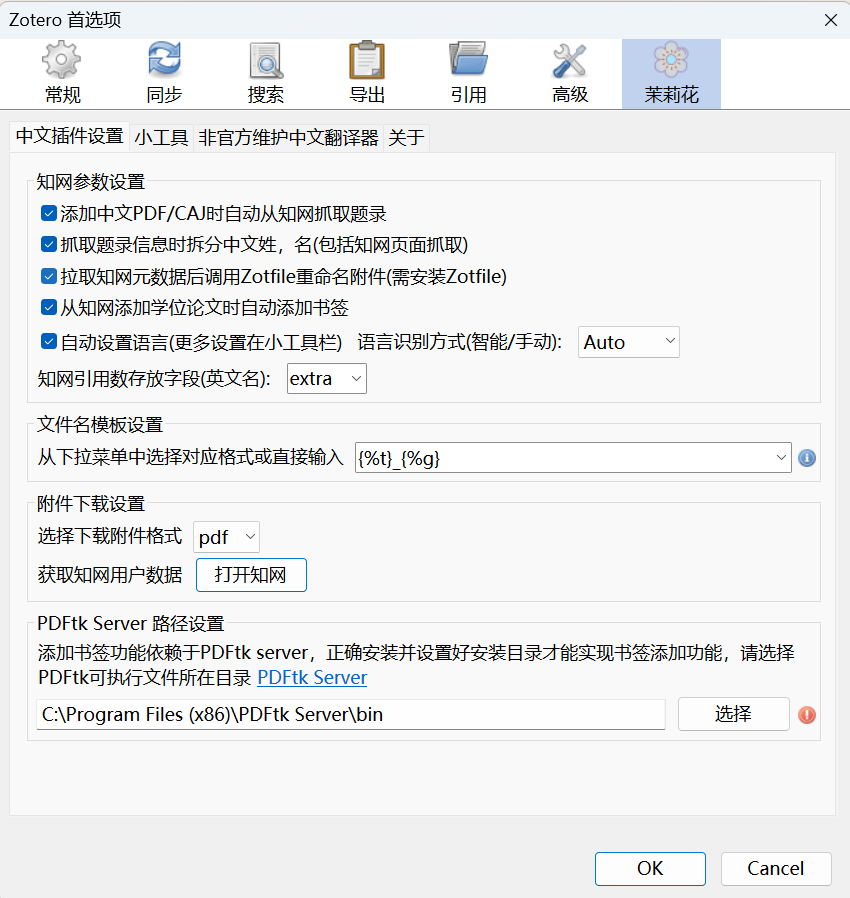 Zotero 首选项
常规 同步 搜索 导出 引用 高级 茉莉花
中文插件设置 小工具 非官方维护中文翻译器 关于
知网参数设置
添加中文PDF/CAJ时自动从知网抓取题录
抓取题录信息时拆分中文姓，名(包括知网页面抓取)
拉取知网元数据后调用Zotfile重命名附件(需安装Zotfile)
从知网添加学位论文时自动添加书签
自动设置语言(更多设置在小工具栏) 语言识别方式(智能/手动): Auto
知网引用数存放字段(英文名): extra
文件名模板设置
从下拉菜单中选择对应格式或直接输入 {%t}_{%g}
附件下载设置
选择下载附件格式 pdf
获取知网用户数据 打开知网
PDFtk Server 路径设置
添加书签功能依赖于PDFtk server，正确安装并设置好安装目录才能实现书签添加功能，请选择
PDFtk可执行文件所在目录 PDFtk Server
C:\Program Files (x86)\PDFtk Server\bin 选择
OK Cancel